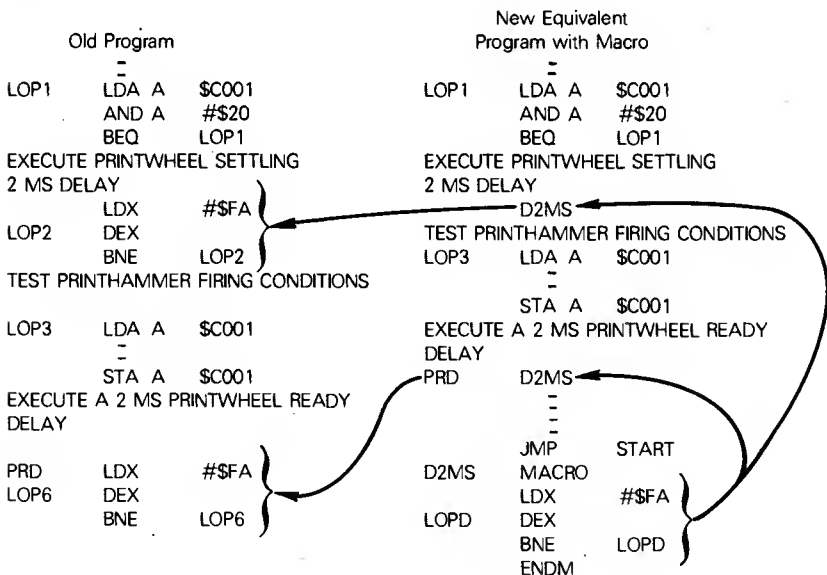 Old Program
LOP1 LDA A $C001
AND A #$20
BEQ LOP1
EXECUTE PRINTWHEEL SETTLING
2 MS DELAY
LDX #$FA
LOP2 DEX
BNE LOP2
TEST PRINTHAMMER FIRING CONDITIONS
LOP3 LDA A $C001
STA A $C001
EXECUTE A 2 MS PRINTWHEEL READY
DELAY
PRD LDX #$FA
LOP6 DEX
BNE LOP6
New Equivalent
Program with Macro
LOP1 LDA A $C001
AND A #$20
BEQ LOP1
EXECUTE PRINTWHEEL SETTLING
2 MS DELAY
D2MS
TEST PRINTHAMMER FIRING CONDITIONS
LOP3 LDA A $C001
STA A $C001
EXECUTE A 2 MS PRINTWHEEL READY
DELAY
PRD D2MS
JMP START
D2MS MACRO
LDX #$FA
LOPD DEX
BNE LOPD
ENDM